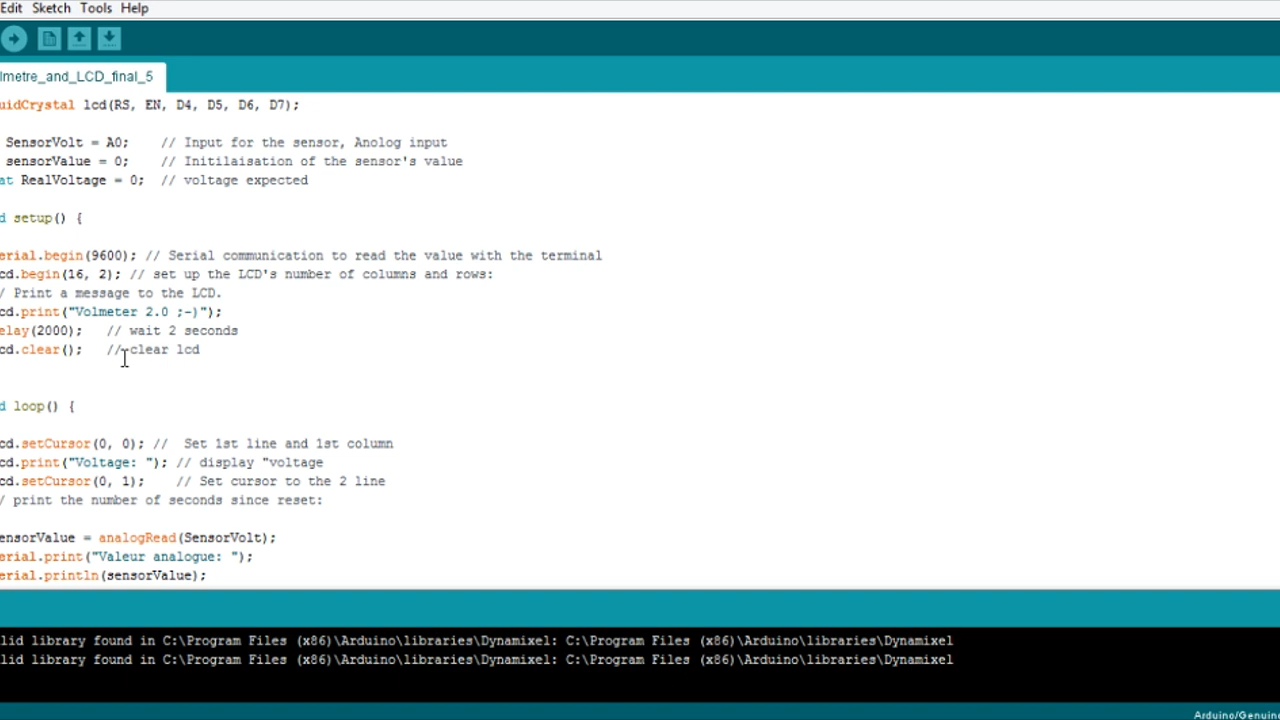 Edit Sketch Tools Help
lmetre_and_LCD_final_5
uidCrystal lcd(RS, EN, D4, D5, D6, D7);
SensorVolt = A0;    // Input for the sensor, Anolog input
sensorValue = 0;    // Initilaisation of the sensor's value
at RealVoltage = 0;  // voltage expected
d setup() {
erial.begin(9600); // Serial communication to read the value with the terminal
cd.begin(16, 2); // set up the LCD's number of columns and rows:
/ Print a message to the LCD.
cd.print("Volmeter 2.0 ;-)");
elay(2000);   // wait 2 seconds
cd.clear();   // clear lcd
d loop() {
cd.setCursor(0, 0); //  Set 1st line and 1st column
cd.print("Voltage: "); // display "voltage
cd.setCursor(0, 1);    // Set cursor to the 2 line
/ print the number of seconds since reset:
ensorValue = analogRead(SensorVolt);
erial.print("Valeur analogue: ");
erial.println(sensorValue);
lid library found in C:\Program Files (x86)\Arduino\libraries\Dynamixel: C:\Program Files (x86)\Arduino\libraries\Dynamixel
lid library found in C:\Program Files (x86)\Arduino\libraries\Dynamixel: C:\Program Files (x86)\Arduino\libraries\Dynamixel
Arduino/Genuino